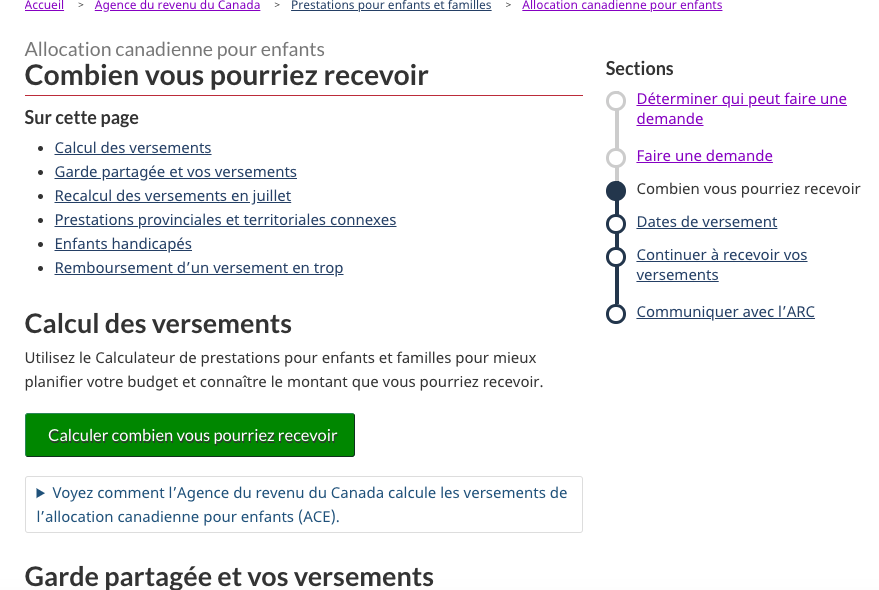 Accueil > Agence du revenu du Canada > Prestations pour enfants et familles > Allocation canadienne pour enfants
Allocation canadienne pour enfants
Combien vous pourriez recevoir
Sur cette page
Calcul des versements
Garde partagée et vos versements
Recalcul des versements en juillet
Prestations provinciales et territoriales connexes
Enfants handicapés
Remboursement d’un versement en trop
Calcul des versements
Utilisez le Calculateur de prestations pour enfants et familles pour mieux
planifier votre budget et connaître le montant que vous pourriez recevoir.
Calculer combien vous pourriez recevoir
Voyez comment l’Agence du revenu du Canada calcule les versements de
l’allocation canadienne pour enfants (ACE).
Garde partagée et vos versements
Sections
Déterminer qui peut faire une
demande
Faire une demande
Combien vous pourriez recevoir
Dates de versement
Continuer à recevoir vos
versements
Communiquer avec l’ARC